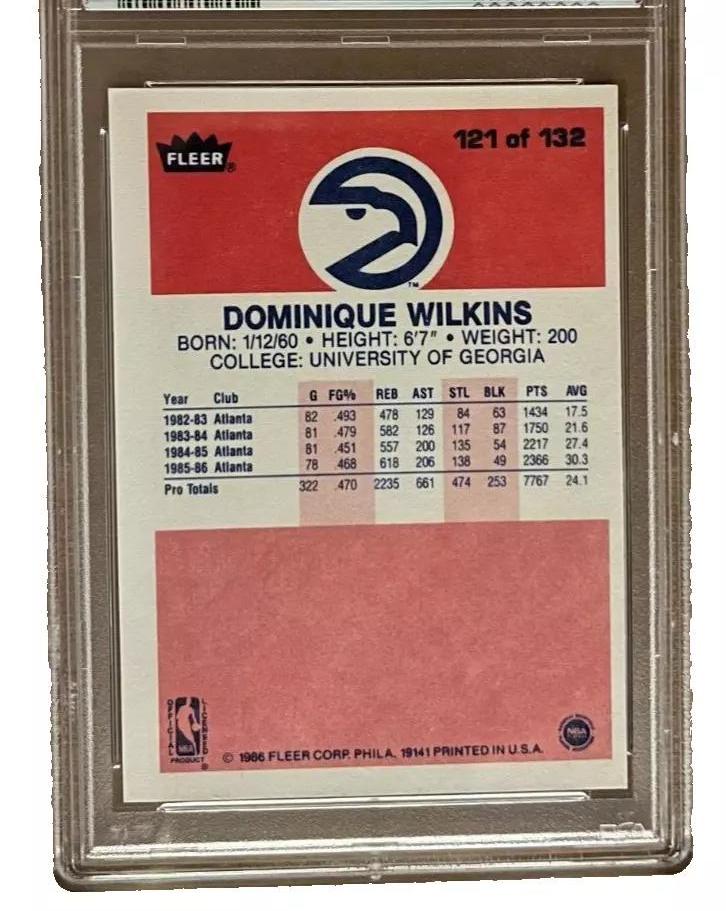 FLEER®
121 of 132
TM
DOMINIQUE WILKINS
BORN: 1/12/60 • HEIGHT: 6'7" • WEIGHT: 200
COLLEGE: UNIVERSITY OF GEORGIA
Year Club G FG% REB AST STL BLK PTS AVG
1982-83 Atlanta 82 .493 478 129 84 63 1434 17.5
1983-84 Atlanta 81 .479 582 126 117 87 1750 21.6
1984-85 Atlanta 81 .451 557 200 135 54 2217 27.4
1985-86 Atlanta 78 .468 618 206 138 49 2366 30.3
Pro Totals 322 .470 2235 661 474 253 7767 24.1
OFFICIAL LICENSED
NBA
PRODUCT ®
© 1986 FLEER CORP. PHILA. 19141 PRINTED IN U.S.A.
NBA